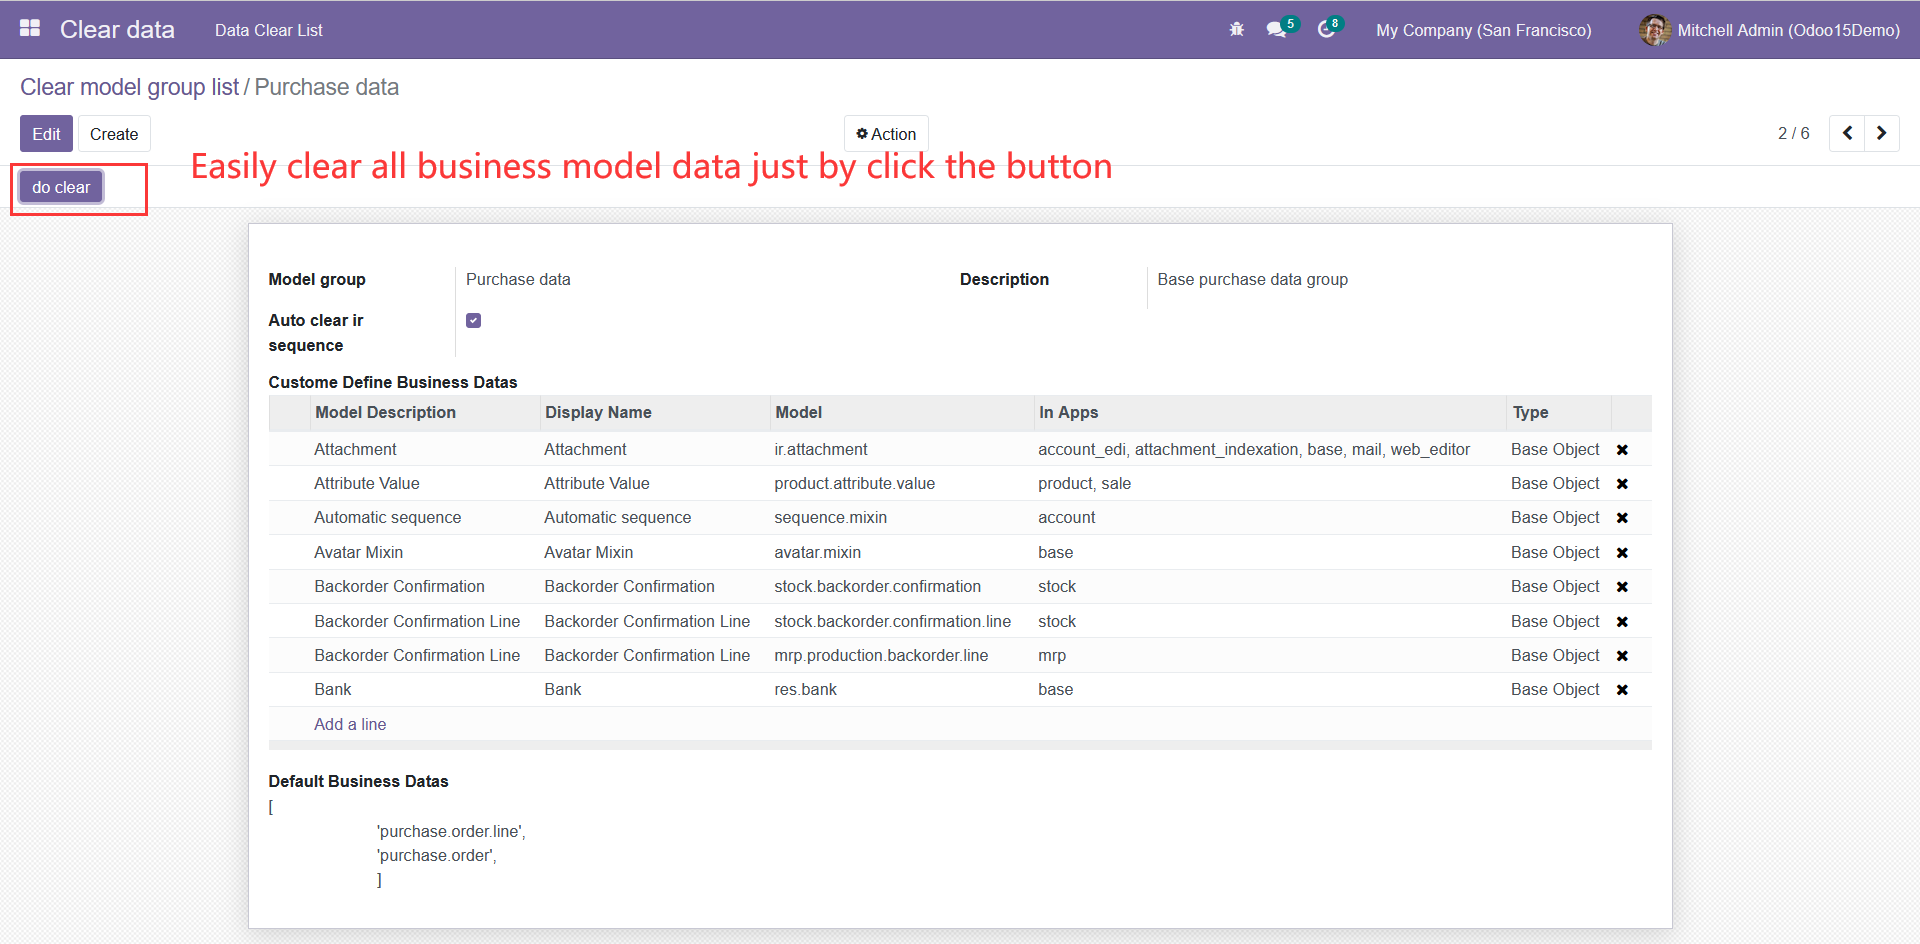 Clear data Data Clear List 5 8 My Company (San Francisco) Mitchell Admin (Odoo15Demo)
Clear model group list / Purchase data
Edit Create Action 2 / 6
Easily clear all business model data just by click the button
do clear
Model group Purchase data Description Base purchase data group
Auto clear ir
sequence
Custome Define Business Datas
Model Description Display Name Model In Apps Type
Attachment Attachment ir.attachment account_edi, attachment_indexation, base, mail, web_editor Base Object
Attribute Value Attribute Value product.attribute.value product, sale Base Object
Automatic sequence Automatic sequence sequence.mixin account Base Object
Avatar Mixin Avatar Mixin avatar.mixin base Base Object
Backorder Confirmation Backorder Confirmation stock.backorder.confirmation stock Base Object
Backorder Confirmation Line Backorder Confirmation Line stock.backorder.confirmation.line stock Base Object
Backorder Confirmation Line Backorder Confirmation Line mrp.production.backorder.line mrp Base Object
Bank Bank res.bank base Base Object
Add a line
Default Business Datas
[
'purchase.order.line',
'purchase.order',
]